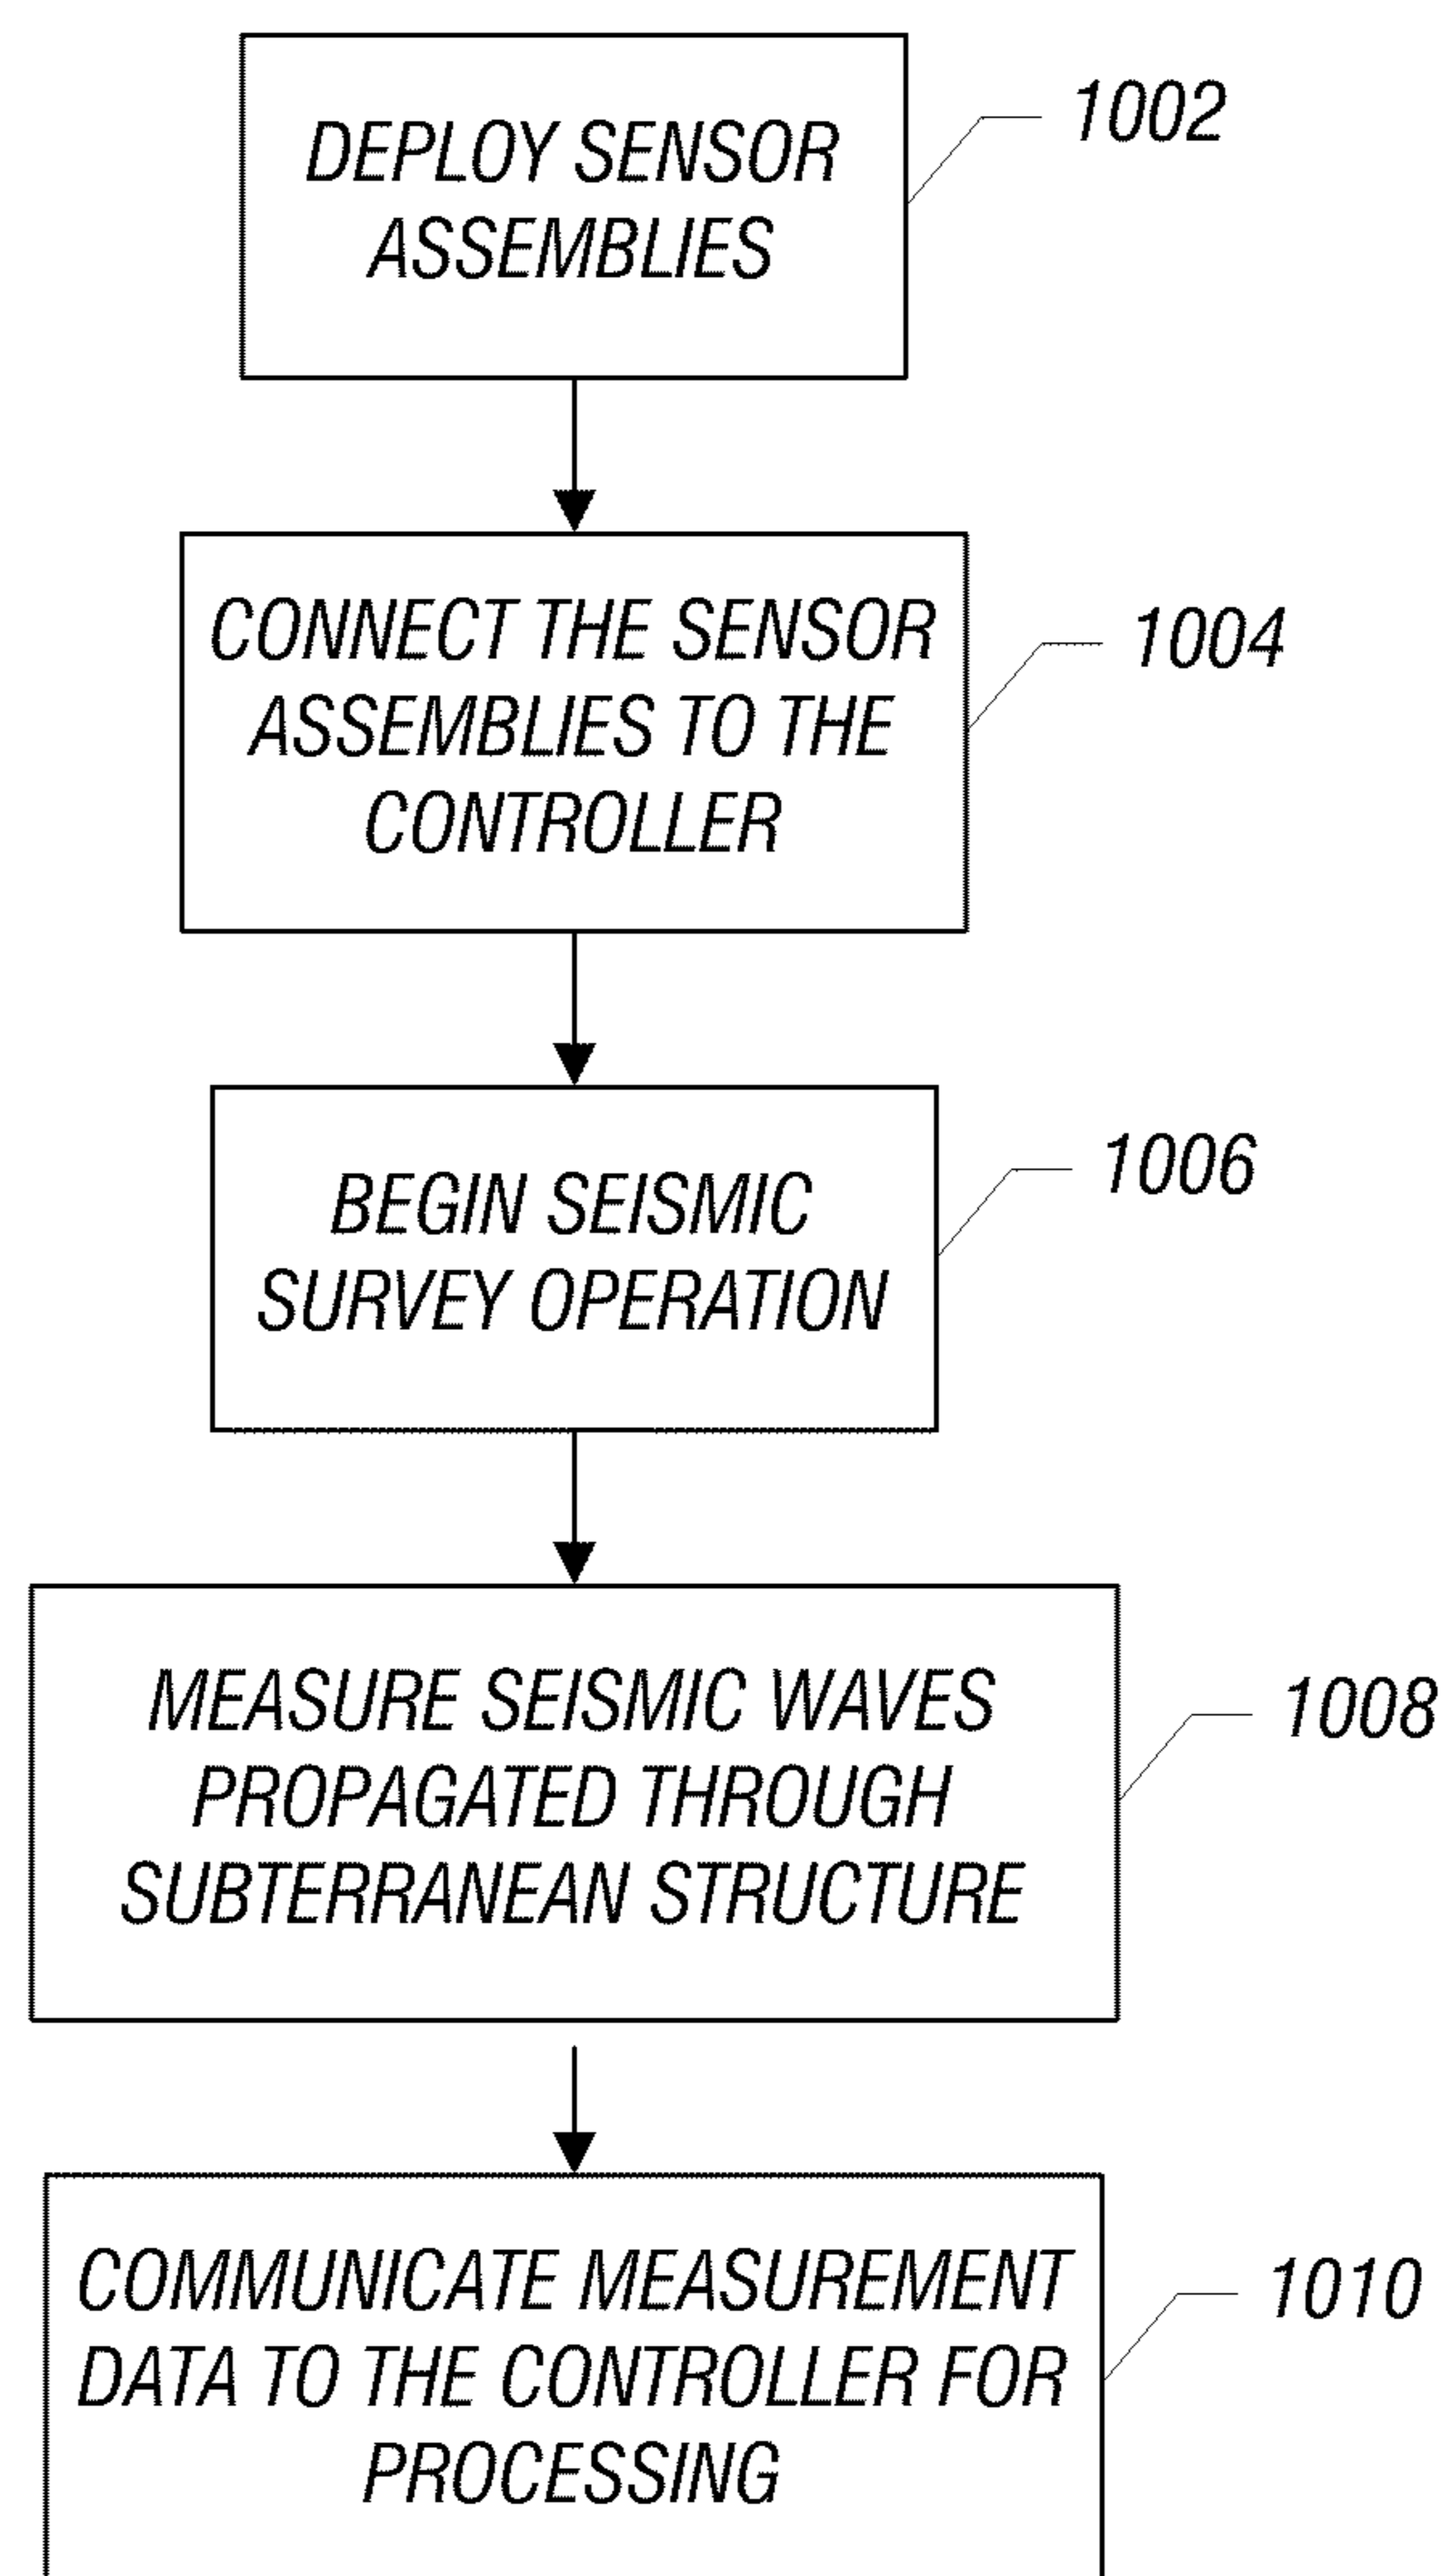 DEPLOY SENSOR
ASSEMBLIES
1002
CONNECT THE SENSOR
ASSEMBLIES TO THE
CONTROLLER
1004
BEGIN SEISMIC
SURVEY OPERATION
1006
MEASURE SEISMIC WAVES
PROPAGATED THROUGH
SUBTERRANEAN STRUCTURE
1008
COMMUNICATE MEASUREMENT
DATA TO THE CONTROLLER FOR
PROCESSING
1010